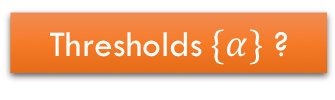 Thresholds {𝛼} ?